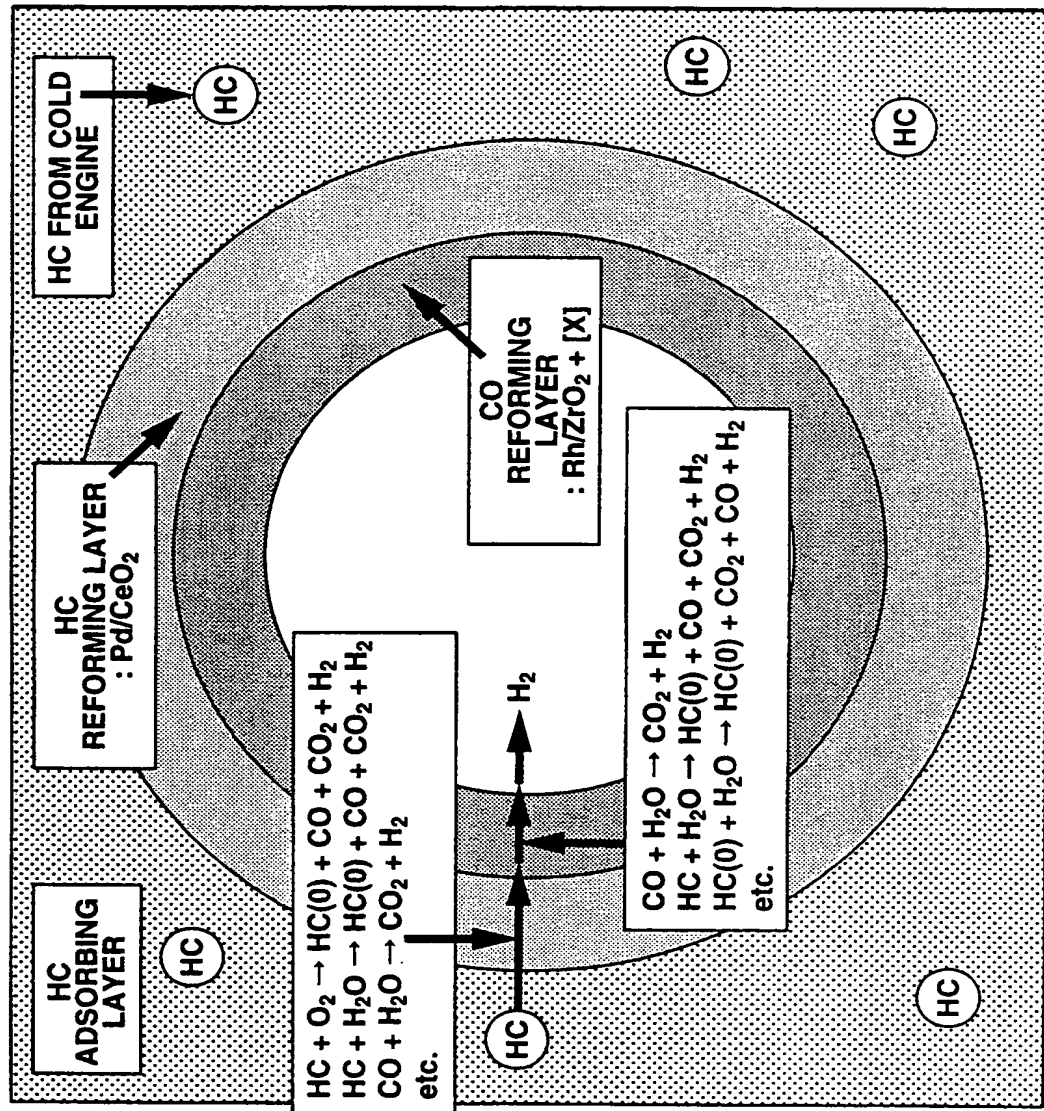 HC
ADSORBING
LAYER
HC
REFORMING LAYER
: Pd/CeO₂
HC FROM COLD
ENGINE
HC
HC
HC + O₂ → HC(0) + CO + CO₂ + H₂
HC + H₂O → HC(0) + CO + CO₂ + H₂
CO + H₂O → CO₂ + H₂
etc.
CO
REFORMING
LAYER
: Rh/ZrO₂ + [X]
HC
H₂
CO + H₂O → CO₂ + H₂
HC + H₂O → HC(0) + CO + CO₂ + H₂
HC(0) + H₂O → HC(0) + CO₂ + CO + H₂
etc.
HC
HC
HC